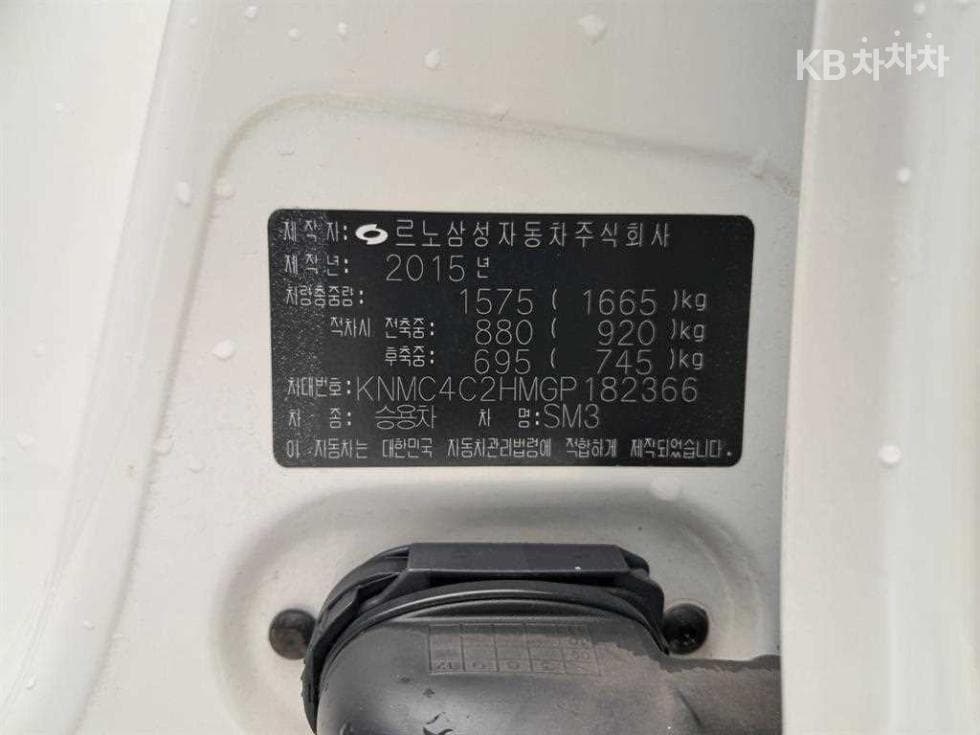 KB차차차
제 작 자: 르노삼성자동차주식회사
제 작 년: 2015년
차량총중량: 1575 ( 1665 )kg
적차시 전축중: 880 ( 920 )kg
후축중: 695 ( 745 )kg
차대번호: KNMC4C2HMGP182366
차 종: 승용차 차 명: SM3
이 자동차는 대한민국 자동차관리법령에 적합하게 제작되었습니다.